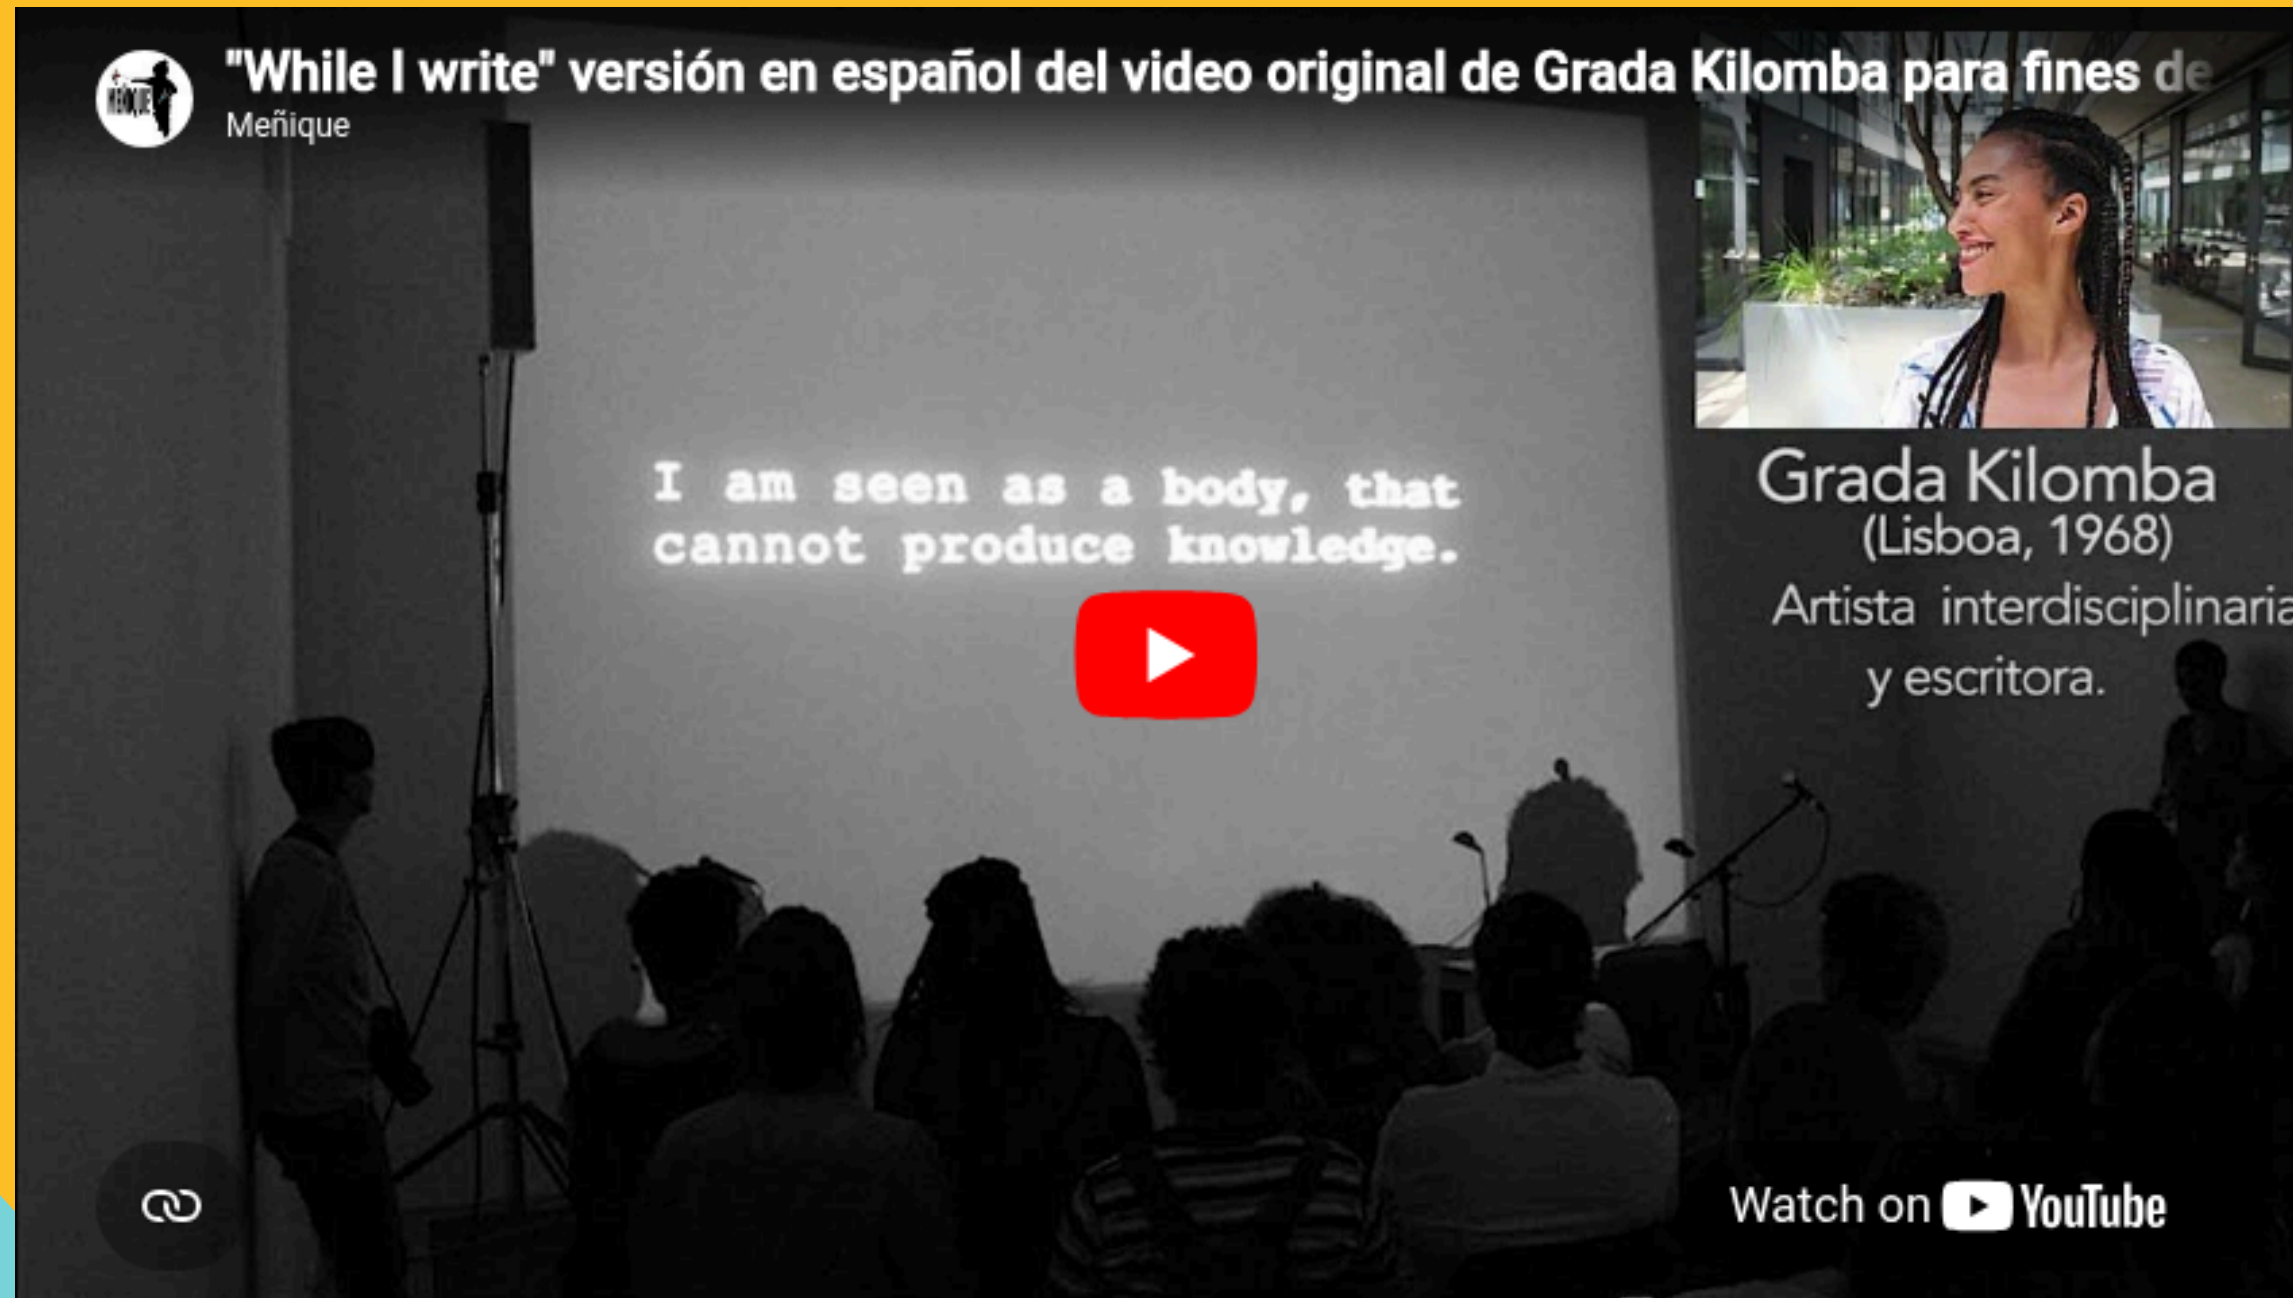 "While I write" versión en español del video original de Grada Kilomba para fines de
Meñique
I am seen as a body, that
cannot produce knowledge.
Grada Kilomba
(Lisboa, 1968)
Artista interdisciplinaria
y escritora.
Watch on YouTube